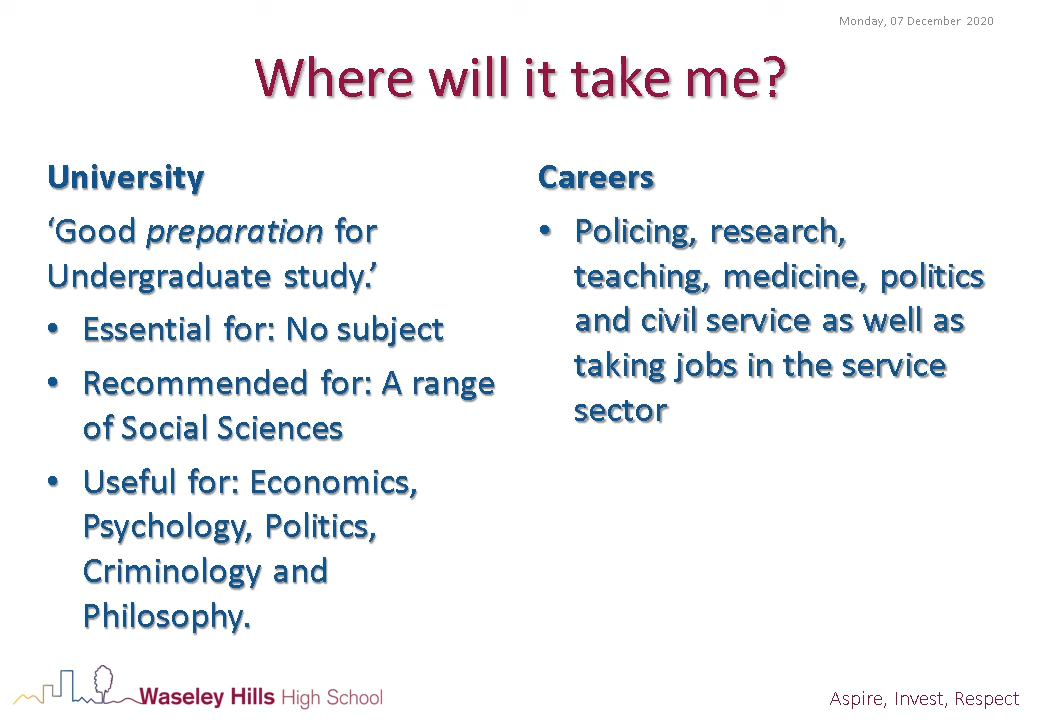 Monday, 07 December 2020
Where will it take me?
University
‘Good preparation for
Undergraduate study.’
• Essential for: No subject
• Recommended for: A range
of Social Sciences
• Useful for: Economics,
Psychology, Politics,
Criminology and
Philosophy.
Careers
• Policing, research,
teaching, medicine, politics
and civil service as well as
taking jobs in the service
sector
Waseley Hills High School
Aspire, Invest, Respect